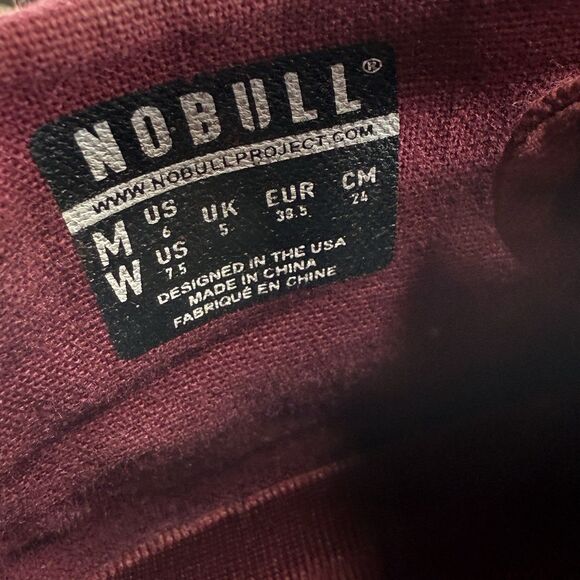 NOBULL®
WWW.NOBULLPROJECT.COM
M US 6 UK 5 EUR 38.5 CM 24
W US 7.5
DESIGNED IN THE USA
MADE IN CHINA
FABRIQUÉ EN CHINE